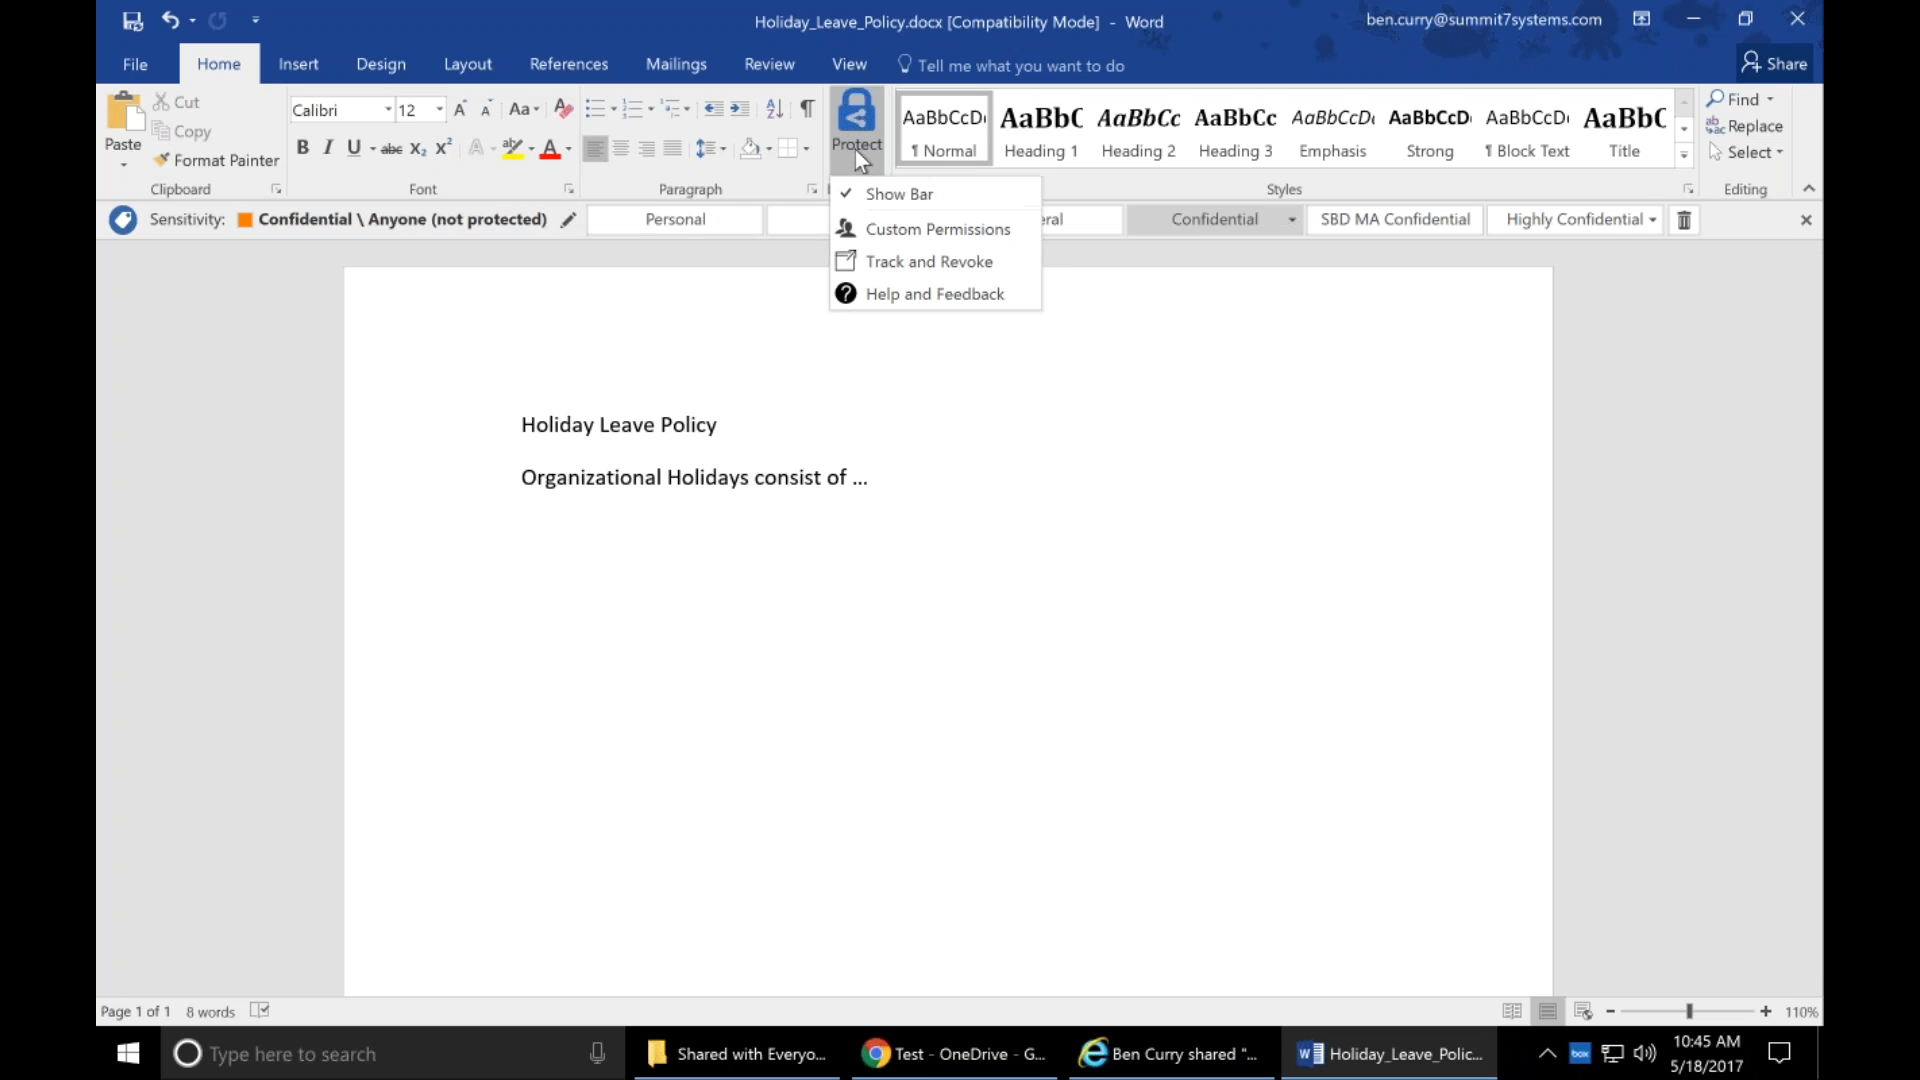 Holiday_Leave_Policy.docx [Compatibility Mode] - Word
ben.curry@summit7systems.com
File Home Insert Design Layout References Mailings Review View Tell me what you want to do Share
Paste
Cut
Copy
Format Painter
Clipboard
Calibri 12
Font
Paragraph
Protect
AaBbCcDc AaBbC AaBbCc AaBbCc AaBbCcDc AaBbCcD AaBbCcDc AaBbC
¶ Normal Heading 1 Heading 2 Heading 3 Emphasis Strong ¶ Block Text Title
Styles
Find
Replace
Select
Editing
Sensitivity: Confidential \ Anyone (not protected) Personal eral Confidential SBD MA Confidential Highly Confidential
Show Bar
Custom Permissions
Track and Revoke
Help and Feedback
Holiday Leave Policy
Organizational Holidays consist of ...
Page 1 of 1 8 words 110%
Type here to search Shared with Everyo... Test - OneDrive - G... Ben Curry shared "... Holiday_Leave_Polic...
box
10:45 AM
5/18/2017